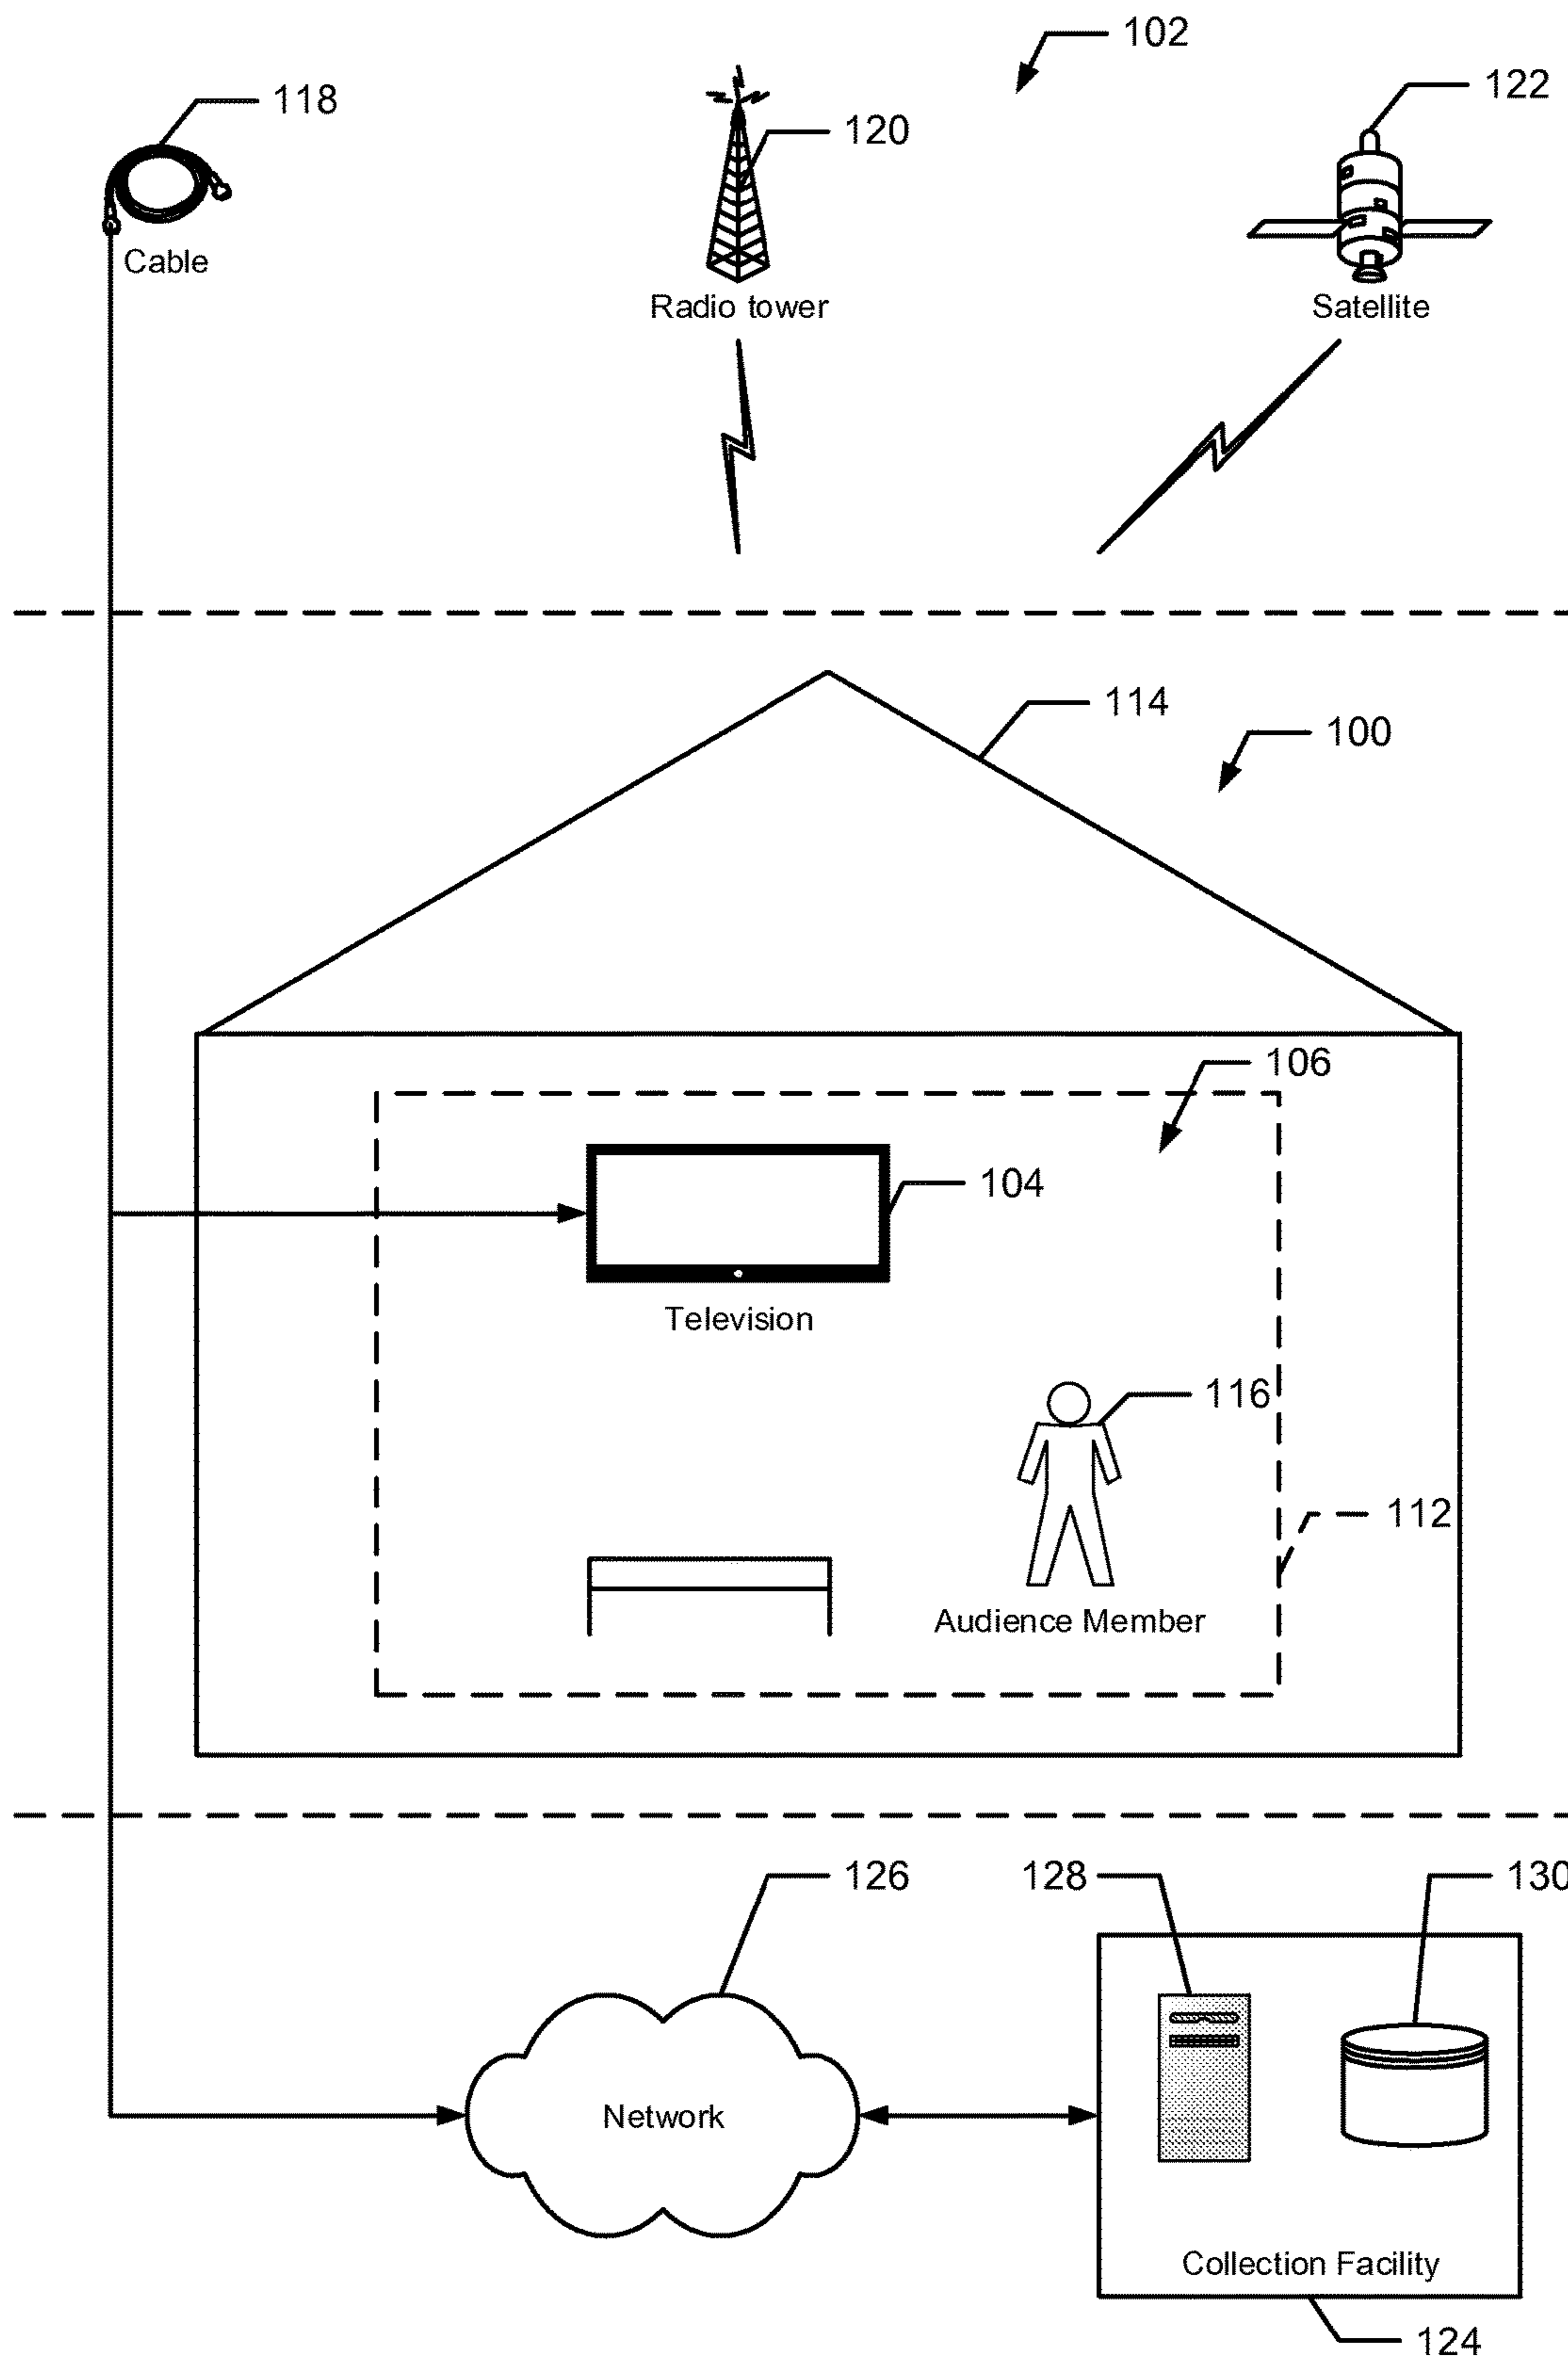 102
118
122
120
Cable
Radio tower
Satellite
114
100
106
104
Television
116
112
Audience Member
126
128
130
Network
Collection Facility
124